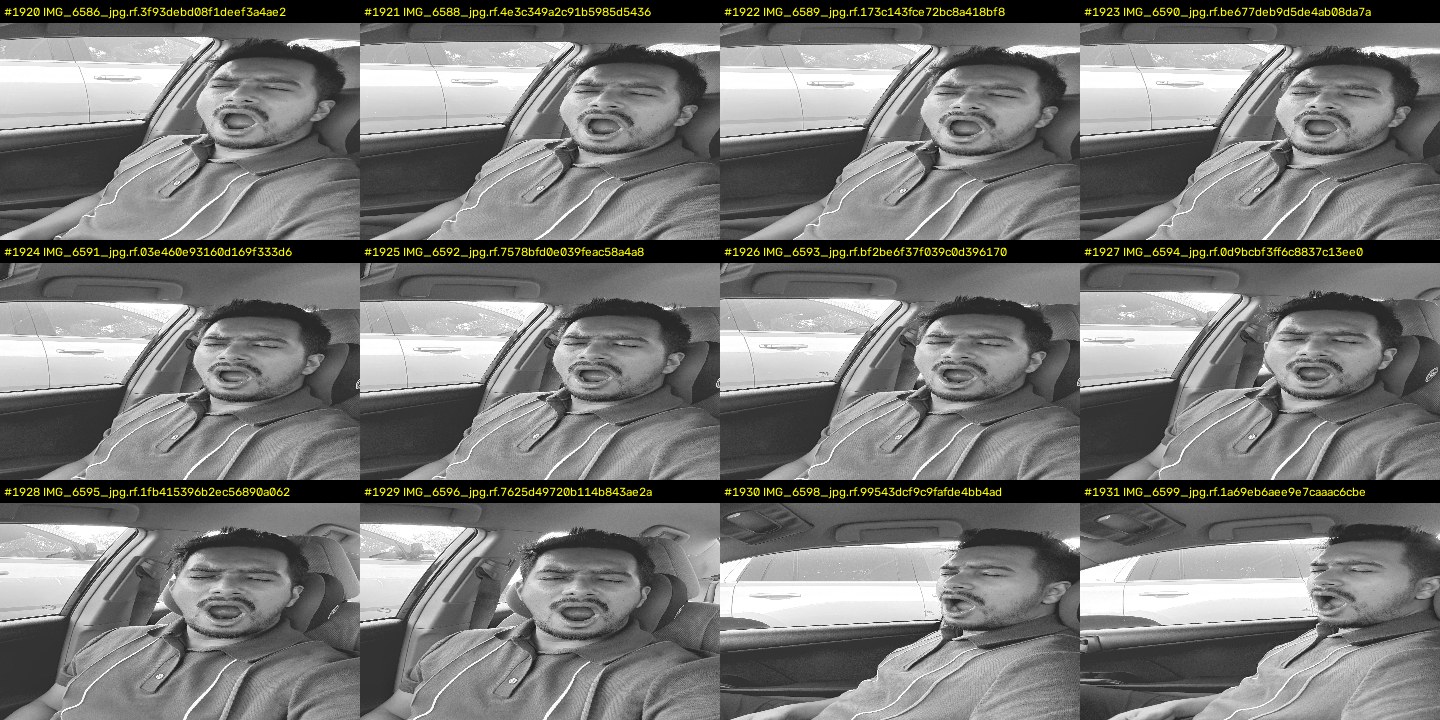 #1920 IMG_6586_jpg.rf.3f93debd08f1deef3a4ae2
#1921 IMG_6588_jpg.rf.4e3c349a2c91b5985d5436
#1922 IMG_6589_jpg.rf.173c143fce72bc8a418bf8
#1923 IMG_6590_jpg.rf.be677deb9d5de4ab08da7a
#1924 IMG_6591_jpg.rf.03e460e93160d169f333d6
#1925 IMG_6592_jpg.rf.7578bfd0e039feac58a4a8
#1926 IMG_6593_jpg.rf.bf2be6f37f039c0d396170
#1927 IMG_6594_jpg.rf.0d9bcbf3ff6c8837c13ee0
#1928 IMG_6595_jpg.rf.1fb415396b2ec56890a062
#1929 IMG_6596_jpg.rf.7625d49720b114b843ae2a
#1930 IMG_6598_jpg.rf.99543dcf9c9fafde4bb4ad
#1931 IMG_6599_jpg.rf.1a69eb6aee9e7caaac6cbe